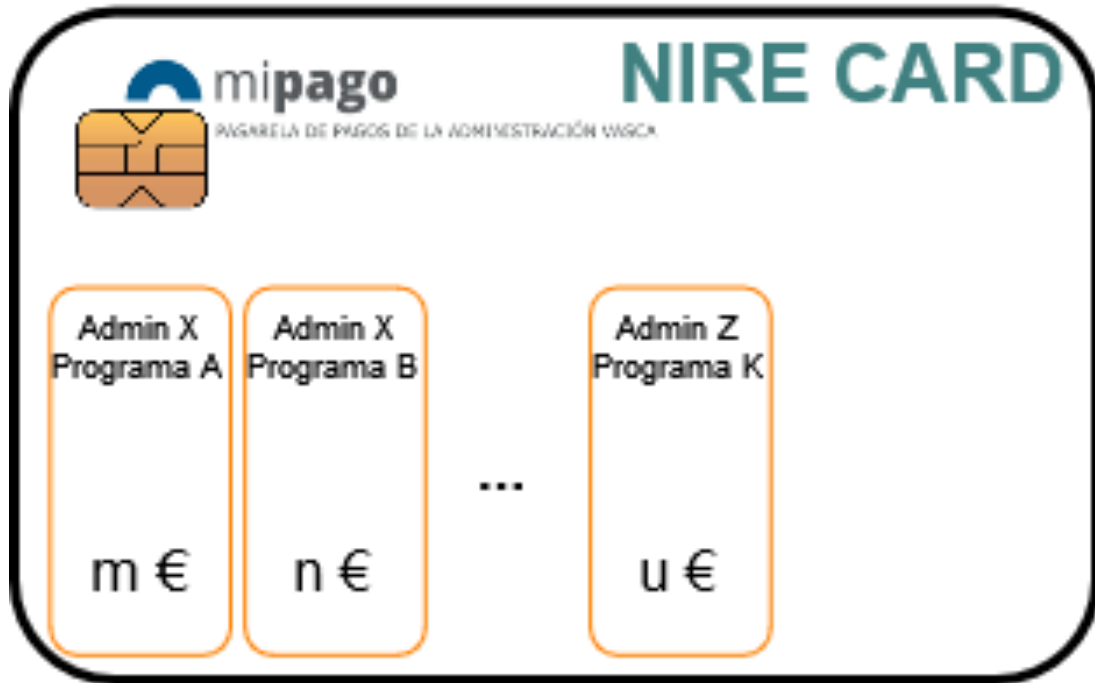 mipago
NIRE CARD
PASARELA DE PAGOS DE LA ADMINISTRACIÓN VASCA
Admin X
Programa A
m €
Admin X
Programa B
n €
...
Admin Z
Programa K
u €